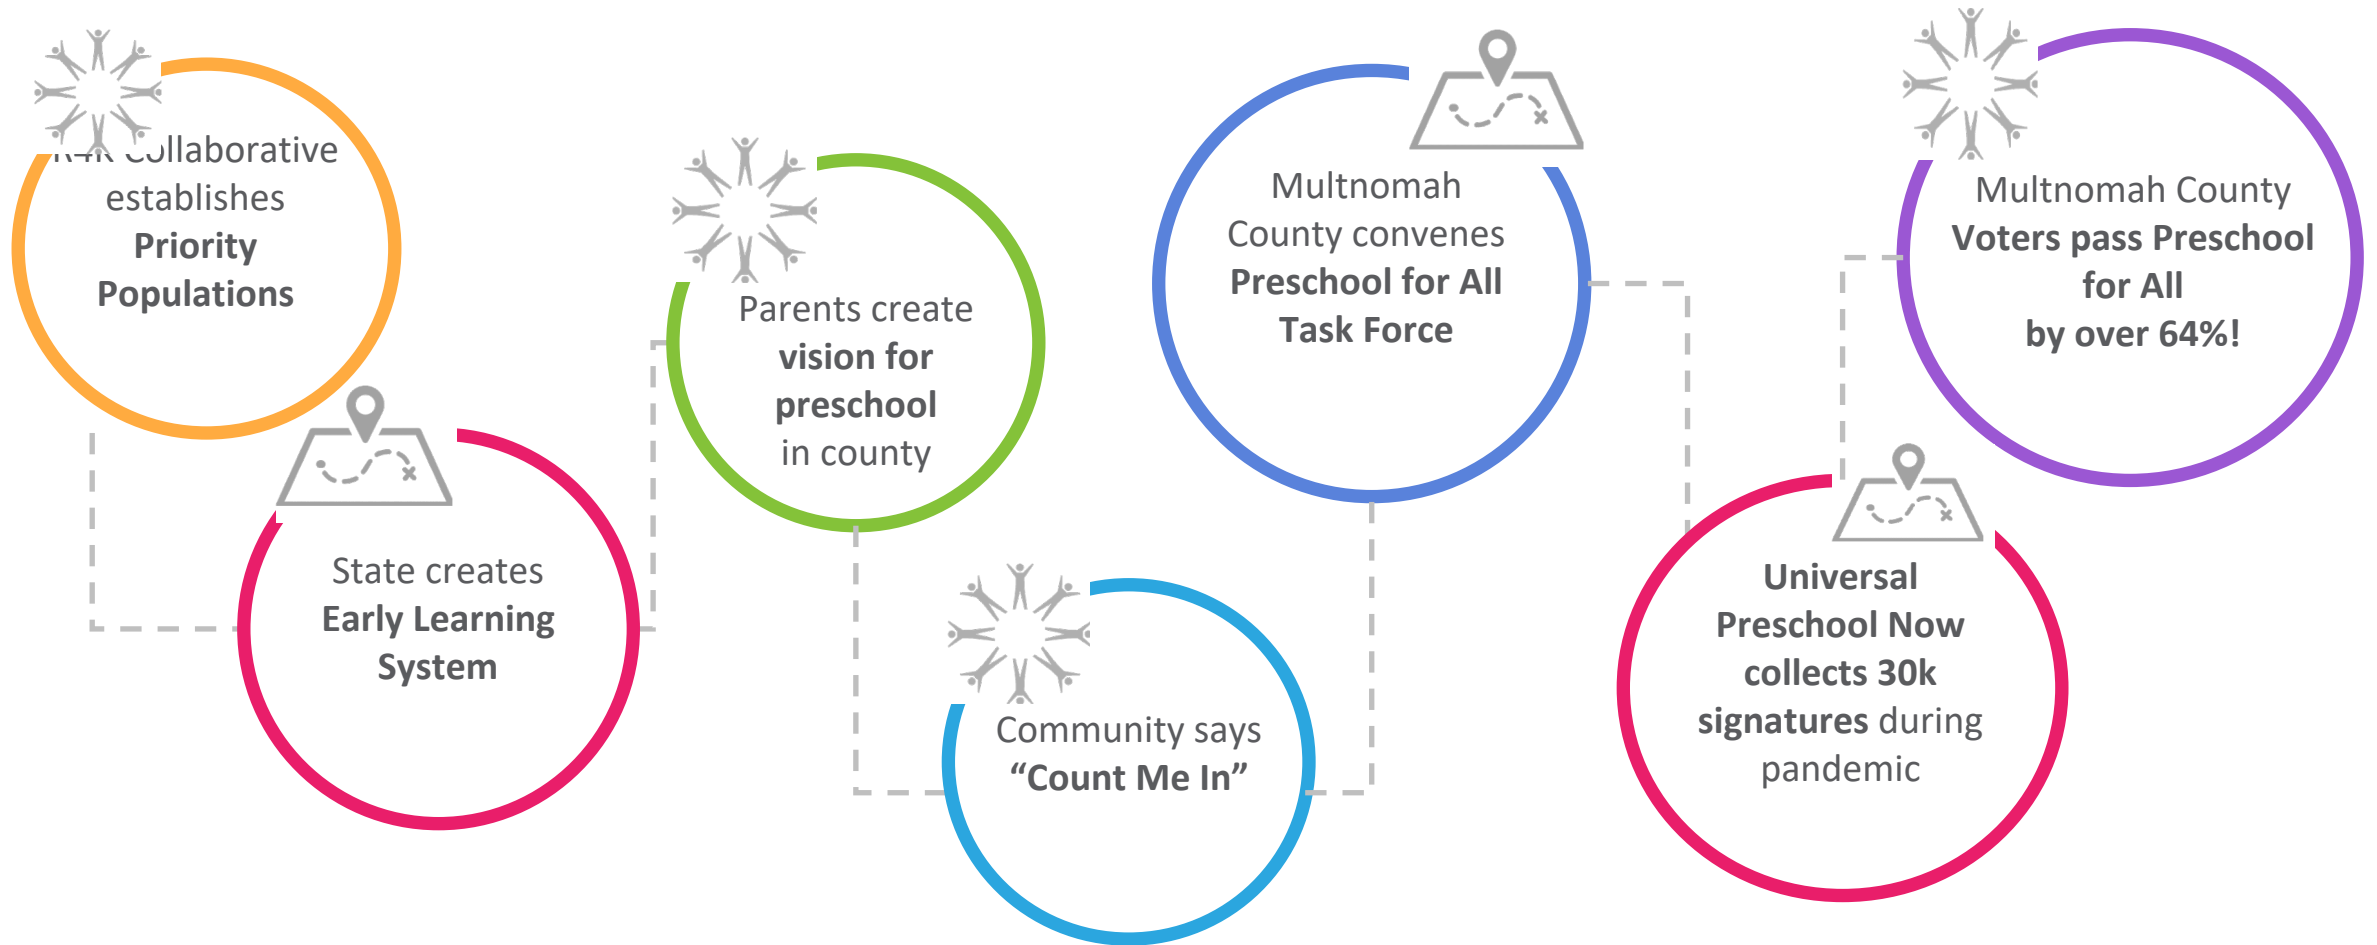 Collaborative
establishes
Priority
Populations
State creates
Early Learning
System
Parents create
vision for
preschool
in county
Community says
“Count Me In”
Multnomah
County convenes
Preschool for All
Task Force
Universal
Preschool Now
collects 30k
signatures during
pandemic
Multnomah County
Voters pass Preschool
for All
by over 64%!